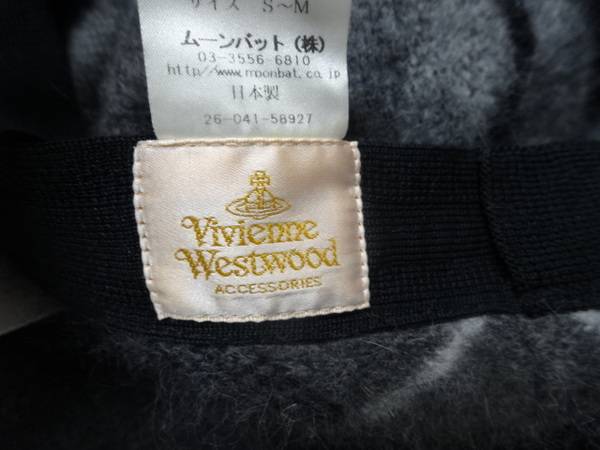 サイズ S～M
ムーンバット(株)
03-3556-6810
http//www.moonbat.co.jp
日本製
26-041-58927
Vivienne
Westwood
ACCESSORIES